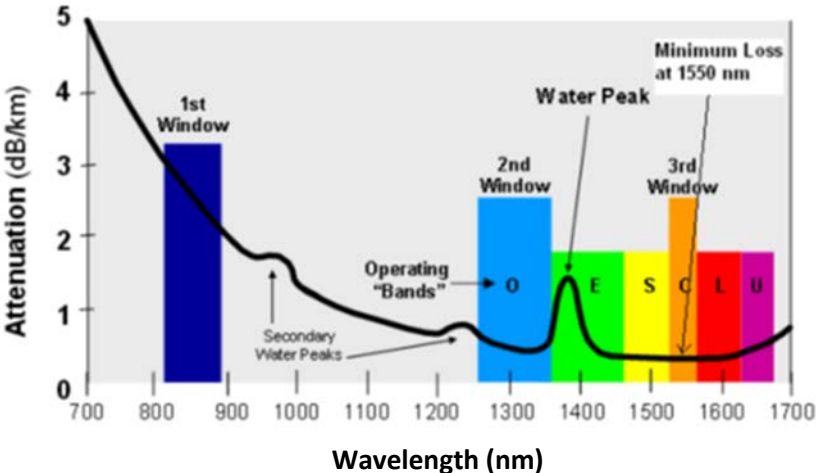 5
4
3
2
1
0
Attenuation (dB/km)
1st
Window
2nd
Window
3rd
Window
Water Peak
Minimum Loss
at 1550 nm
Operating
"Bands"
Secondary
Water Peaks
O
E
S
C
L
U
700 800 900 1000 1100 1200 1300 1400 1500 1600 1700
Wavelength (nm)